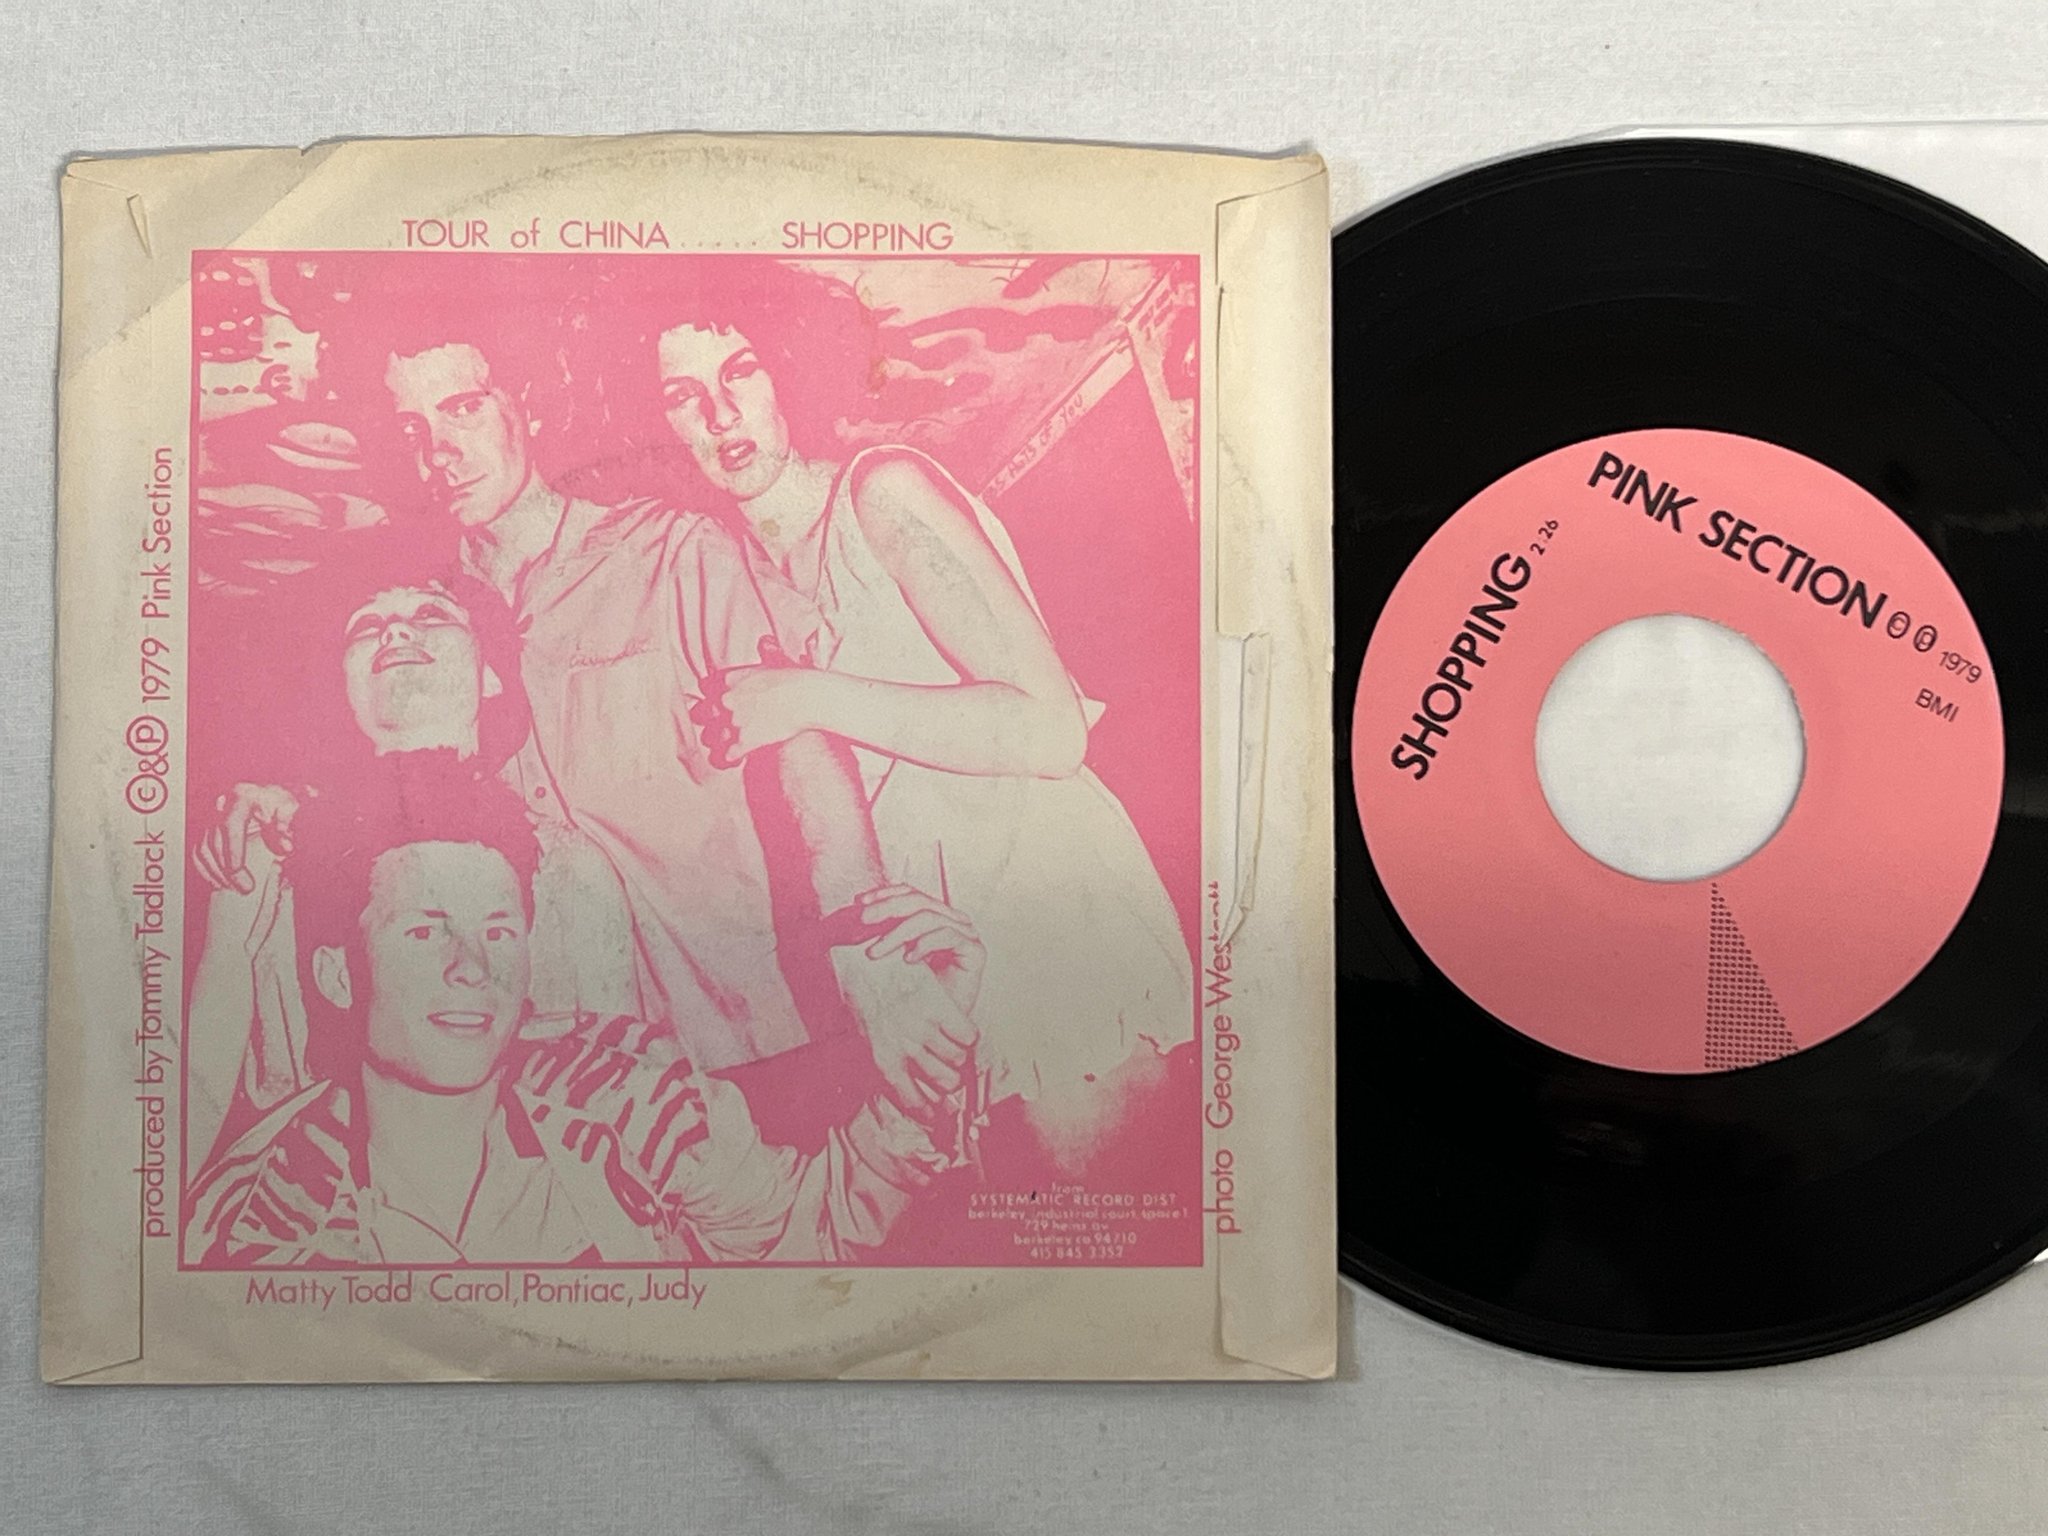 TOUR of CHINA ..... SHOPPING
produced by Tommy Tadlock ©&℗ 1979 Pink Section
OF YOU
from
SYSTEMATIC RECORD DIST
berkeley industrial court, space 1
729 heinz av
berkeley, ca 94710
415 845 3352
photo George
Matty Todd Carol, Pontiac, Judy
PINK SECTION © ℗ 1979
BMI
SHOPPING 2:26